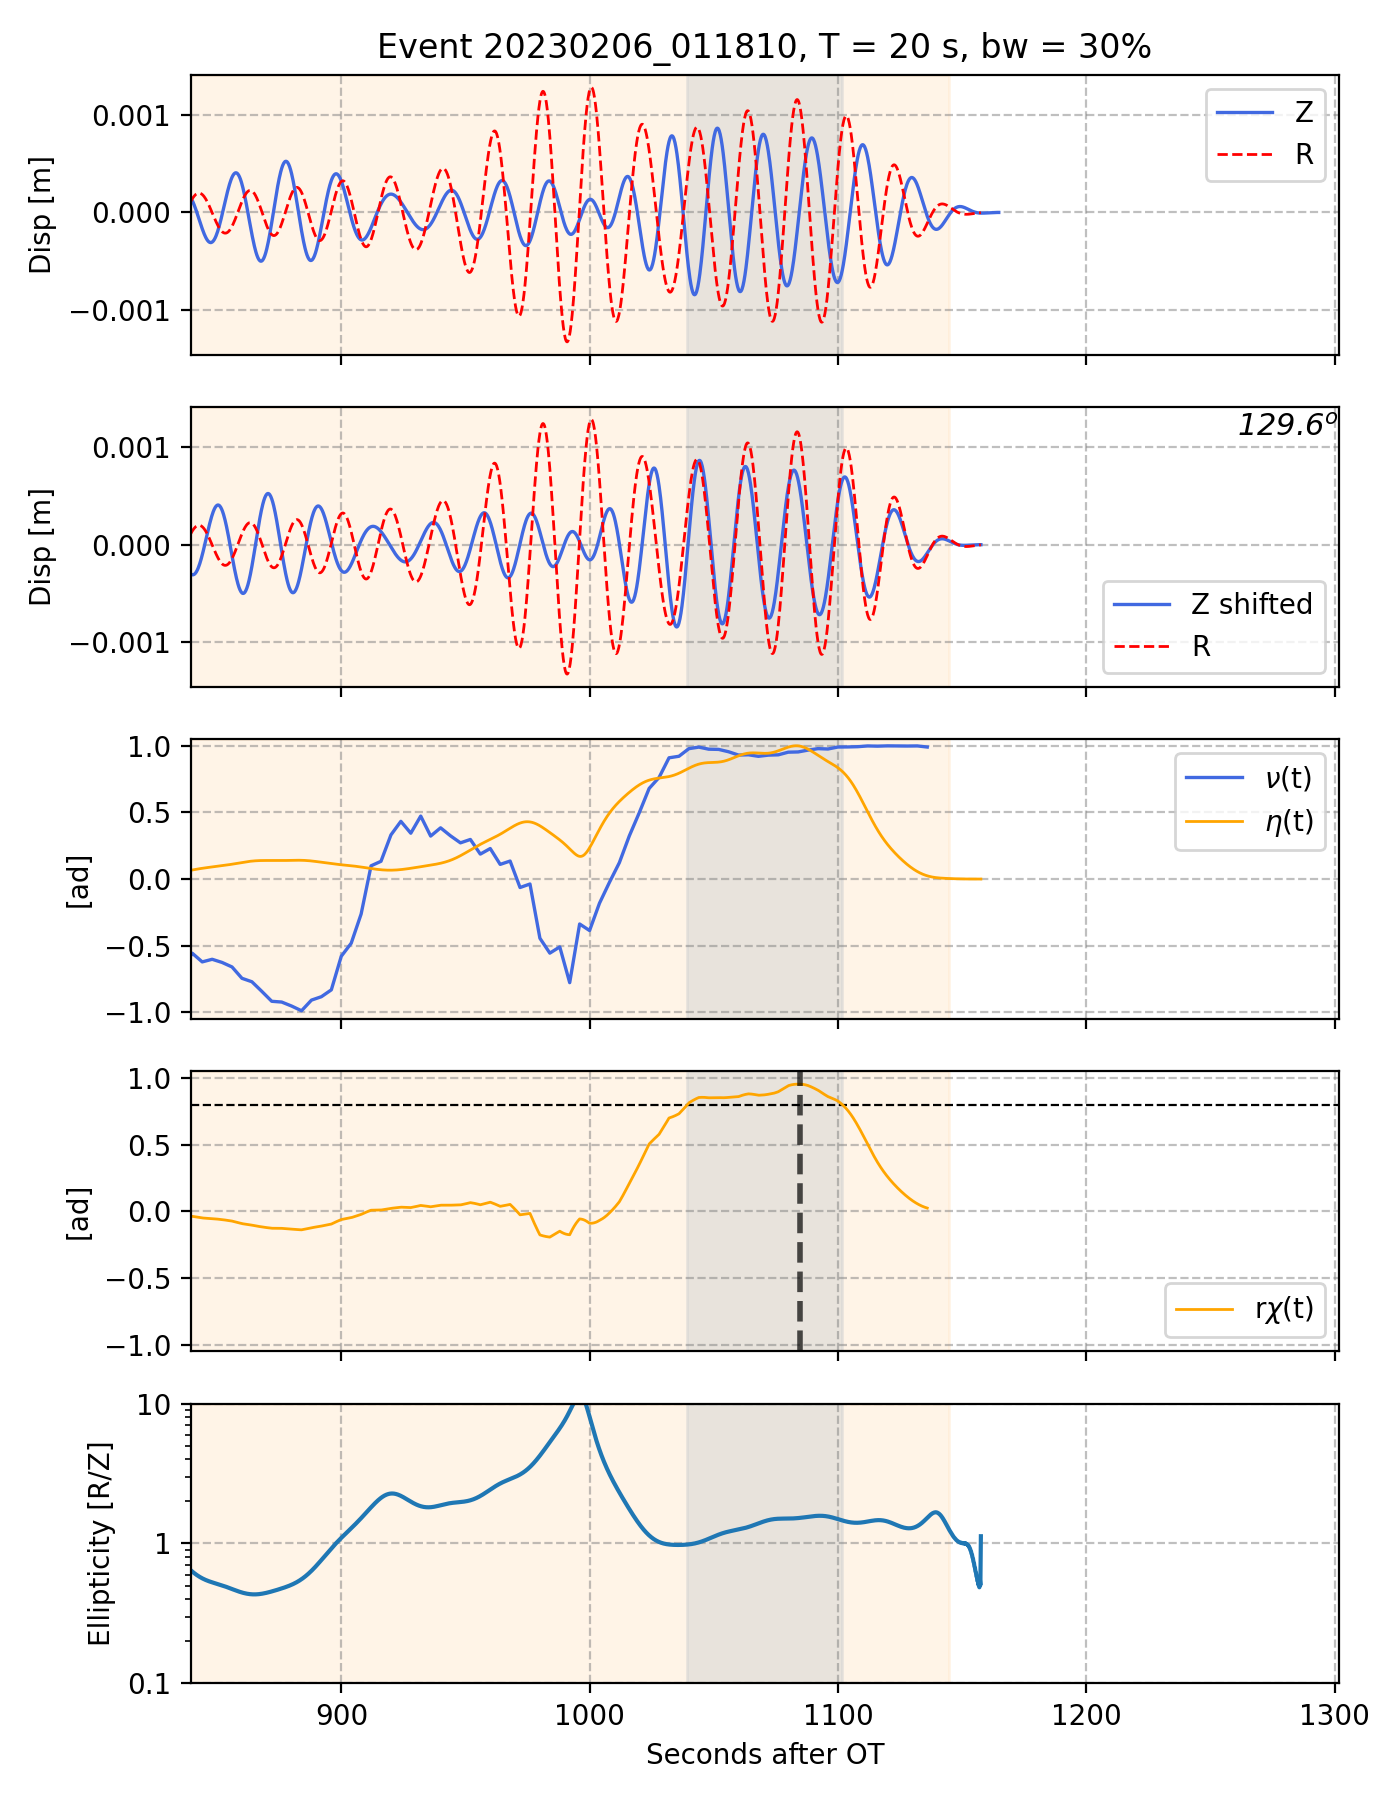 Event 20230206_011810, T = 20 s, bw = 30%
0.001
0.000
−0.001
Disp [m]
Z
R
0.001
0.000
−0.001
Disp [m]
129.6°
Z shifted
R
1.0
0.5
0.0
−0.5
−1.0
[ad]
ν(t)
η(t)
1.0
0.5
0.0
−0.5
−1.0
[ad]
rχ(t)
10
1
0.1
Ellipticity [R/Z]
900 1000 1100 1200 1300
Seconds after OT